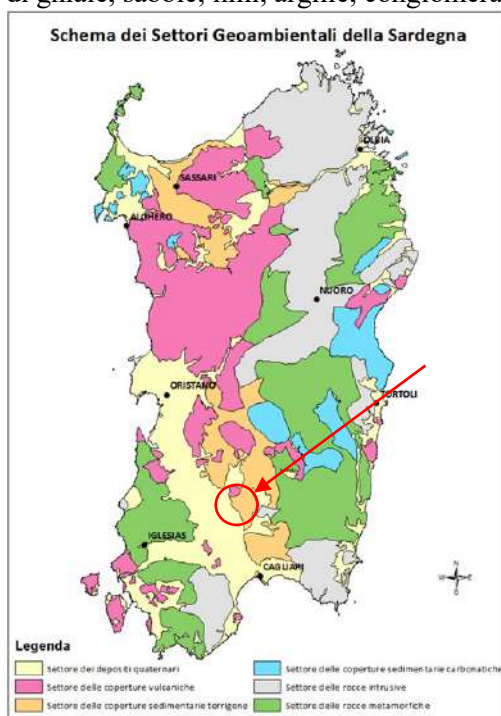 Schema dei Settori Geoambientali della Sardegna
OLBIA
SASSARI
ALGHERO
NUORO
ORISTANO
TORTOLI
IGLESIAS
CAGLIARI
N
W
E
S
Legenda
Settore dei depositi quaternari
Settore delle coperture sedimentarie carbonatiche
Settore delle coperture vulcaniche
Settore delle rocce intrusive
Settore delle coperture sedimentarie terrigene
Settore delle rocce metamorfiche